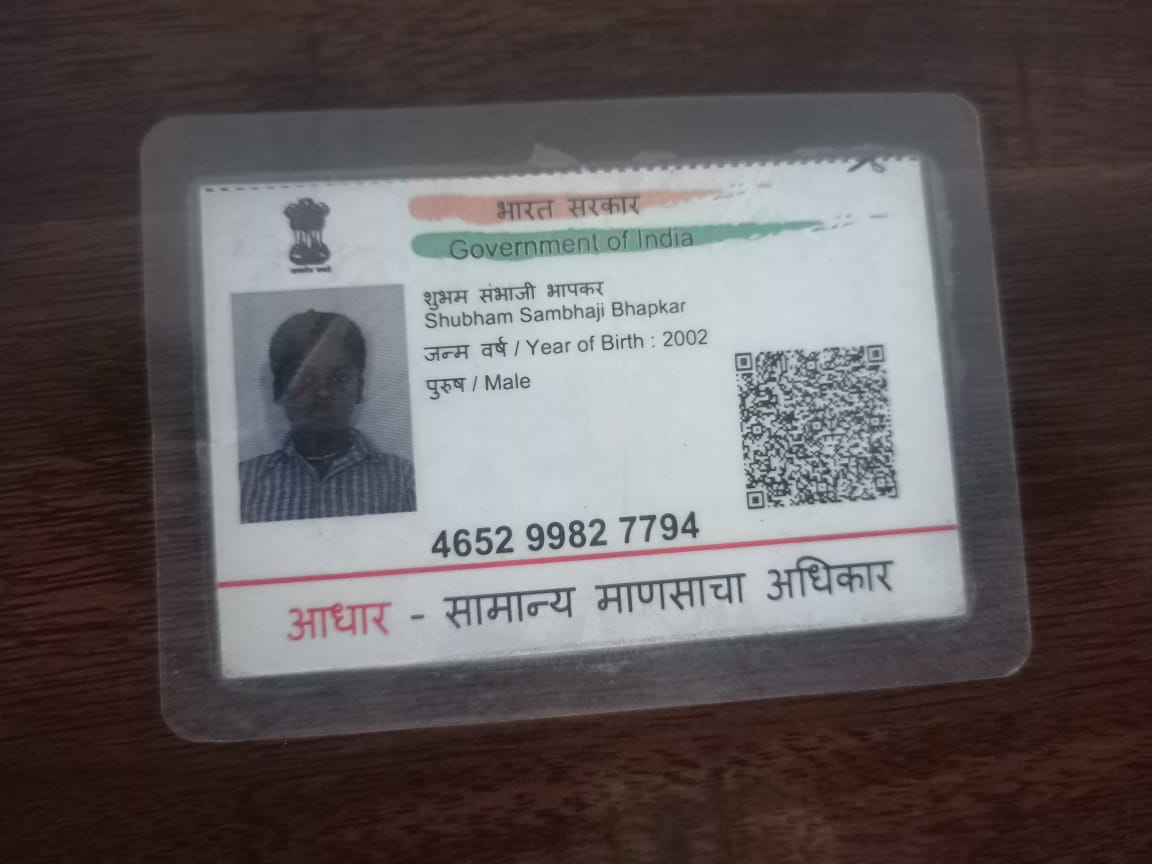 भारत सरकार
Government of India
शुभम संभाजी भापकर
Shubham Sambhaji Bhapkar
जन्म वर्ष / Year of Birth : 2002
पुरुष / Male
4652 9982 7794
आधार - सामान्य माणसाचा अधिकार